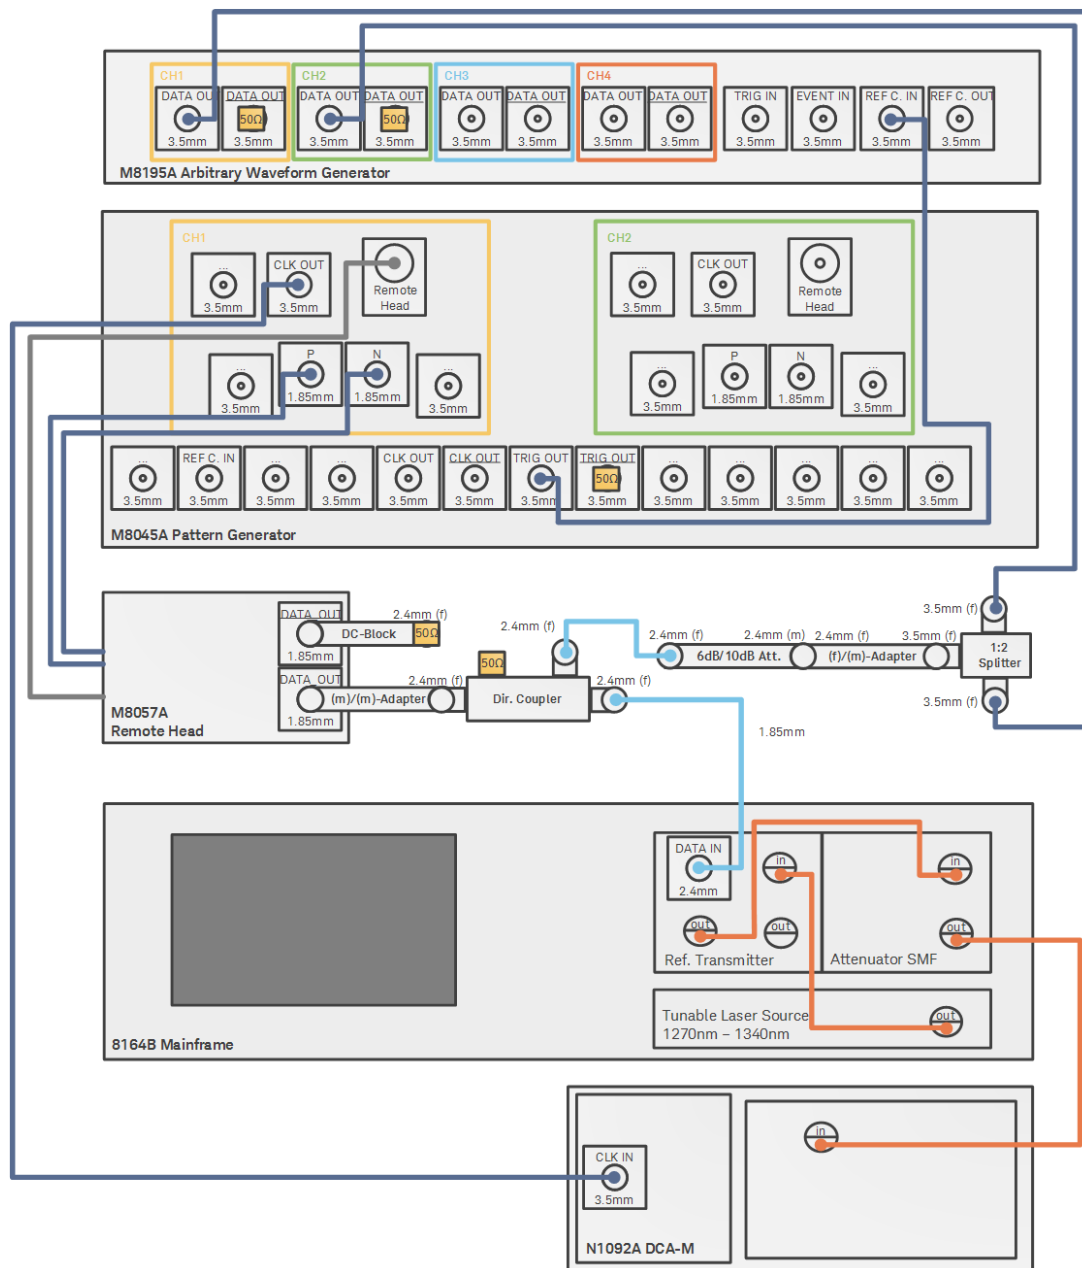 CH1
CH2
CH3
CH4
DATA OUT
DATA OUT
DATA OUT
DATA OUT
DATA OUT
DATA OUT
DATA OUT
DATA OUT
TRIG IN
EVENT IN
REF C. IN
REF C. OUT
50Ω
50Ω
3.5mm
3.5mm
3.5mm
3.5mm
3.5mm
3.5mm
3.5mm
3.5mm
3.5mm
3.5mm
3.5mm
3.5mm
M8195A Arbitrary Waveform Generator
CH1
CH2
...
CLK OUT
Remote
Head
3.5mm
3.5mm
...
CLK OUT
Remote
Head
3.5mm
3.5mm
...
P
N
...
3.5mm
1.85mm
1.85mm
3.5mm
...
P
N
...
3.5mm
1.85mm
1.85mm
3.5mm
...
REF C. IN
...
...
CLK OUT
CLK OUT
TRIG OUT
TRIG OUT
...
...
...
...
...
50Ω
3.5mm
3.5mm
3.5mm
3.5mm
3.5mm
3.5mm
3.5mm
3.5mm
3.5mm
3.5mm
3.5mm
3.5mm
3.5mm
M8045A Pattern Generator
DATA_OUT
2.4mm (f)
DC-Block
50Ω
1.85mm
DATA_OUT
2.4mm (f)
(m)/(m)-Adapter
1.85mm
M8057A
Remote Head
2.4mm (f)
50Ω
2.4mm (f)
Dir. Coupler
2.4mm (f)
2.4mm (m)
2.4mm (f)
3.5mm (f)
6dB/10dB Att.
(f)/(m)-Adapter
3.5mm (f)
1:2
Splitter
3.5mm (f)
1.85mm
DATA IN
2.4mm
in
in
out
out
out
Ref. Transmitter
Attenuator SMF
Tunable Laser Source
1270nm – 1340nm
out
8164B Mainframe
in
CLK IN
3.5mm
N1092A DCA-M